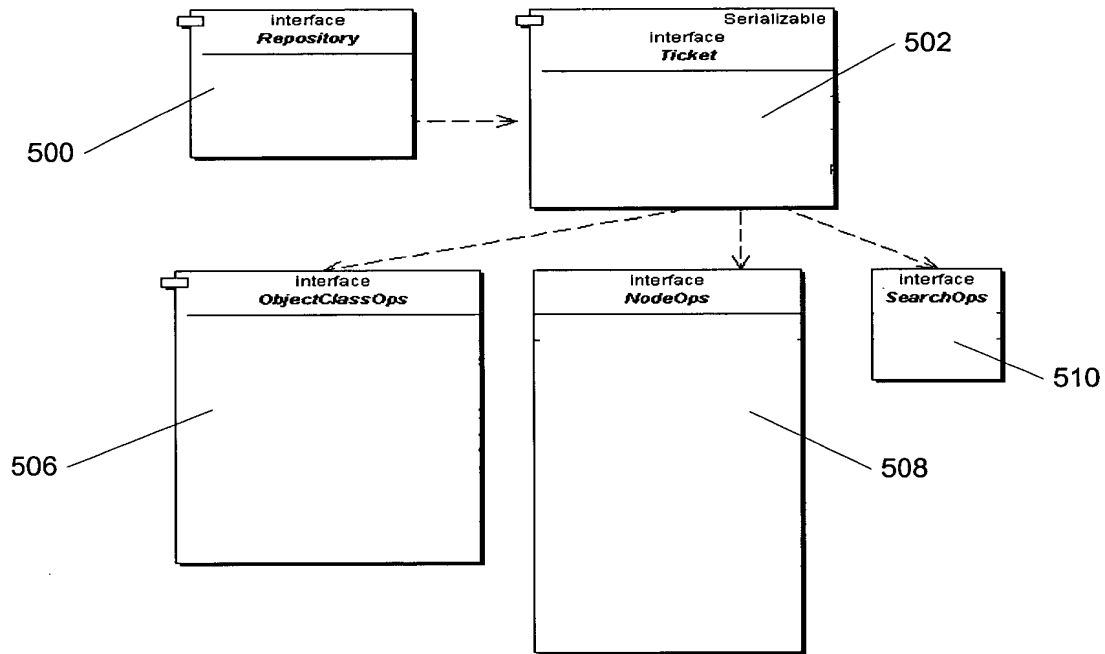 interface
Repository
Serializable
interface
Ticket
502
500
interface
ObjectClassOps
interface
NodeOps
interface
SearchOps
510
506
508